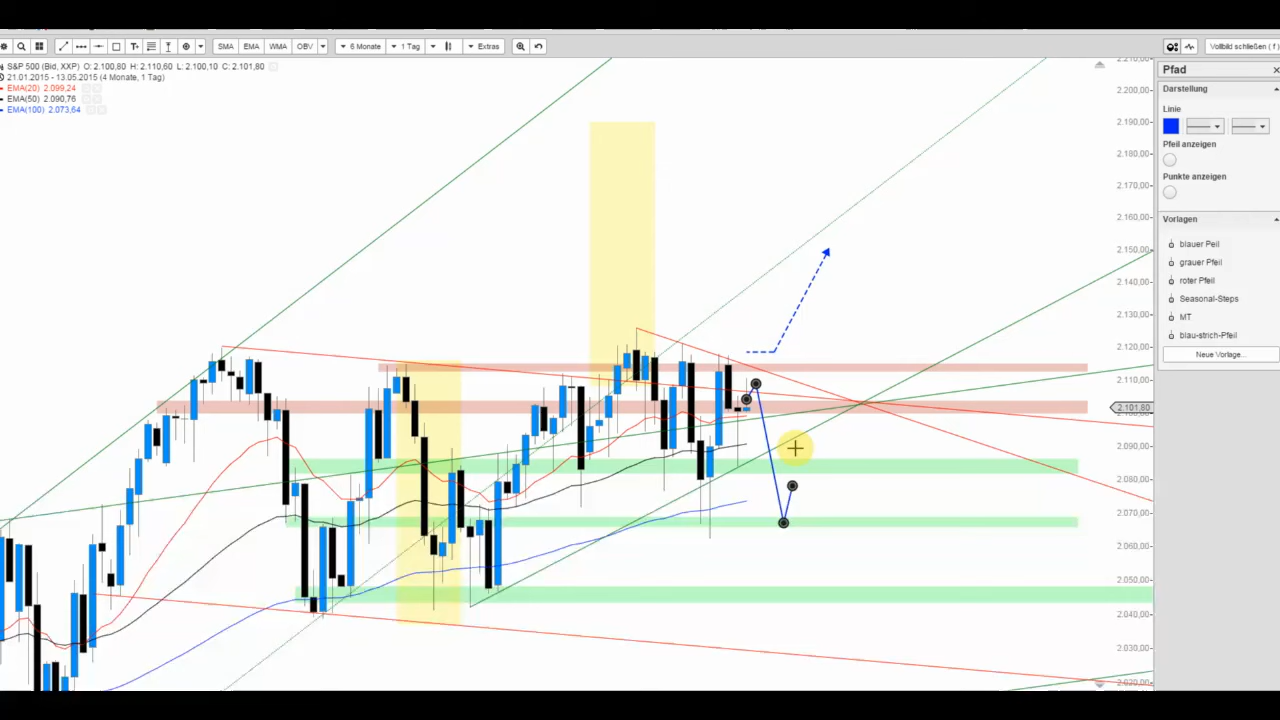 SMA EMA WMA OBV 6 Monate 1 Tag Extras Vollbild schließen ( f )
S&P 500 (Bid, XXP) O: 2.100,80 H: 2.110,60 L: 2.100,10 C: 2.101,80
21.01.2015 - 13.05.2015 (4 Monate, 1 Tag)
EMA(20) 2.099,24
EMA(50) 2.090,76
EMA(100) 2.073,64
2.210,00
2.200,00
2.190,00
2.180,00
2.170,00
2.160,00
2.150,00
2.140,00
2.130,00
2.120,00
2.110,00
2.101,80
2.090,00
2.080,00
2.070,00
2.060,00
2.050,00
2.040,00
2.030,00
2.020,00
Pfad
Darstellung
Linie
Pfeil anzeigen
Punkte anzeigen
Vorlagen
blauer Peil
grauer Pfeil
roter Pfeil
Seasonal-Steps
MT
blau-strich-Pfeil
Neue Vorlage...